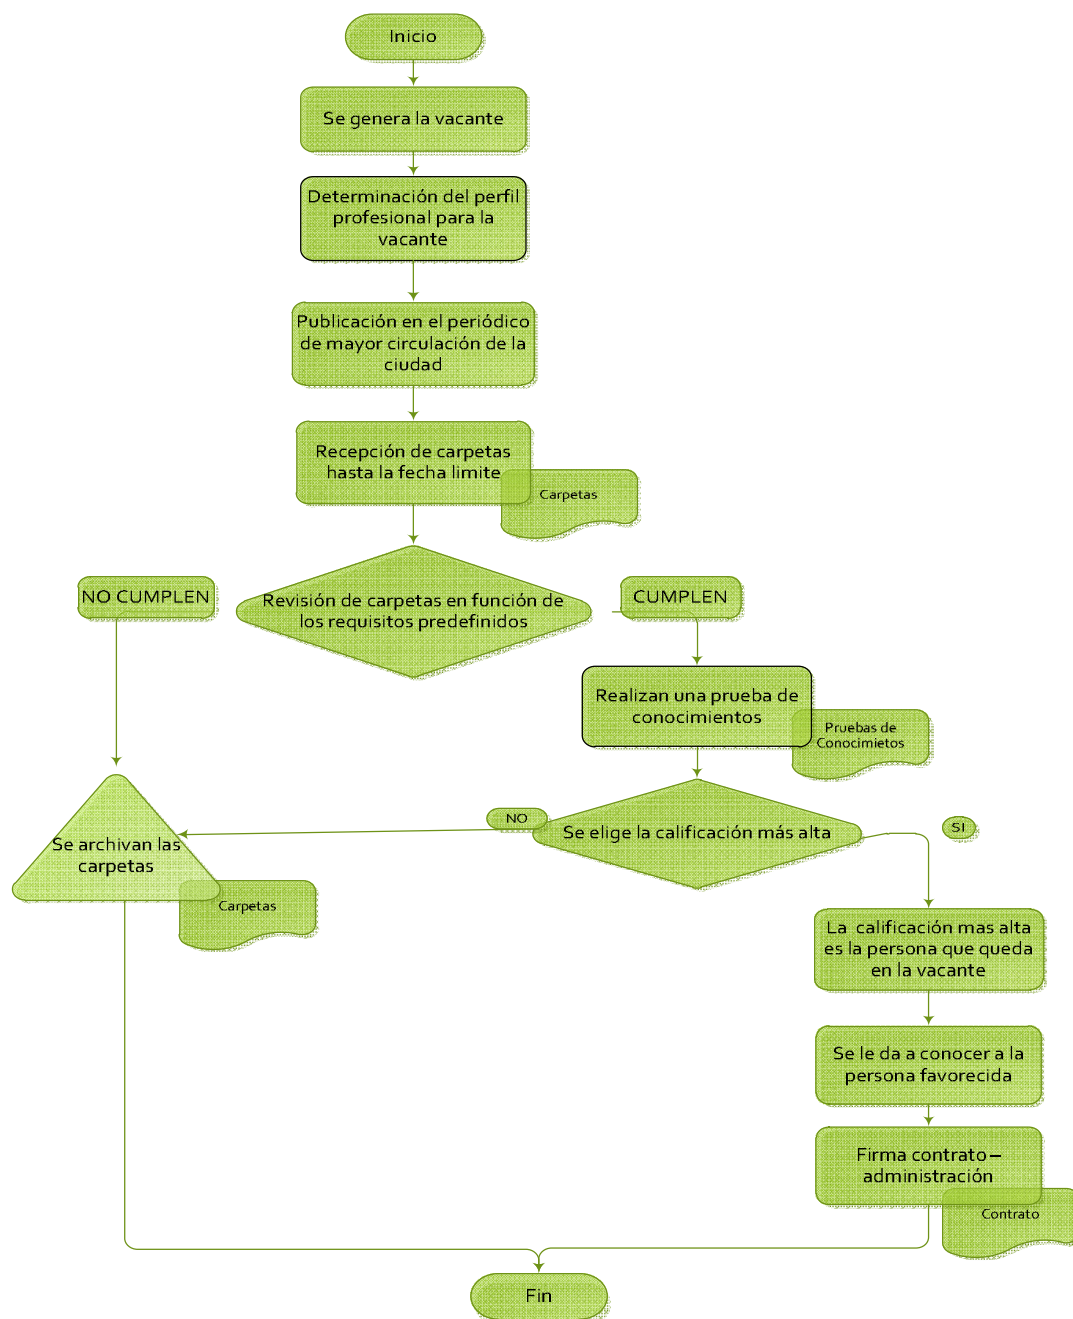 Inicio
Se genera la vacante
Determinación del perfil
profesional para la
vacante
Publicación en el periódico
de mayor circulación de la
ciudad
Recepción de carpetas
hasta la fecha limite
Carpetas
NO CUMPLEN
Revisión de carpetas en función de
los requisitos predefinidos
CUMPLEN
Realizan una prueba de
conocimientos
Pruebas de
Conocimietos
NO
Se elige la calificación más alta
SI
Se archivan las
carpetas
Carpetas
La calificación mas alta
es la persona que queda
en la vacante
Se le da a conocer a la
persona favorecida
Firma contrato –
administración
Contrato
Fin